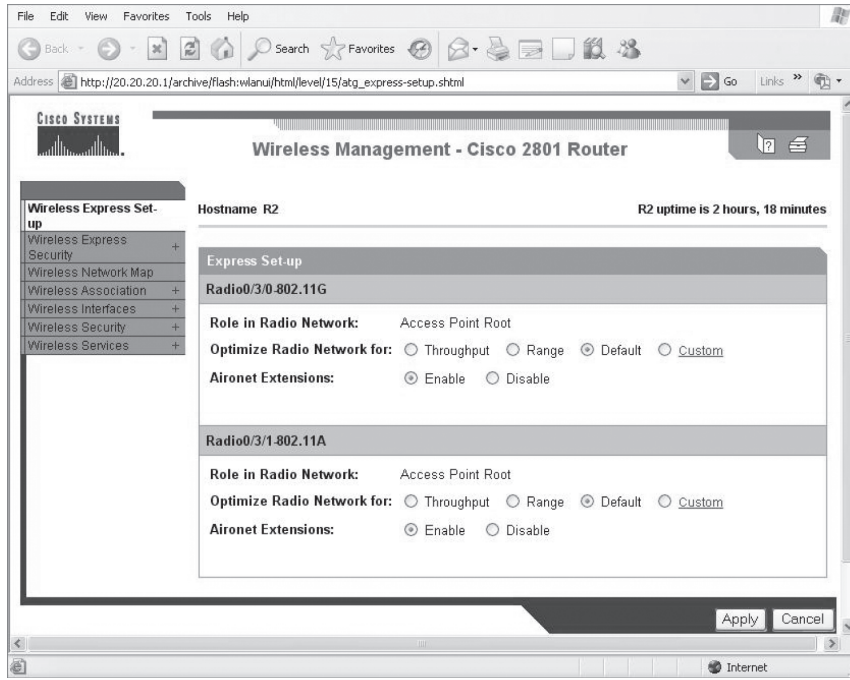 File Edit View Favorites Tools Help
Back Search Favorites
Address http://20.20.20.1/archive/flash:wlanui/html/level/15/atg_express-setup.shtml Go Links »
CISCO SYSTEMS
Wireless Management - Cisco 2801 Router
Wireless Express Set-
up
Wireless Express
Security +
Wireless Network Map
Wireless Association +
Wireless Interfaces +
Wireless Security +
Wireless Services +
Hostname R2 R2 uptime is 2 hours, 18 minutes
Express Set-up
Radio0/3/0-802.11G
Role in Radio Network: Access Point Root
Optimize Radio Network for: Throughput Range Default Custom
Aironet Extensions: Enable Disable
Radio0/3/1-802.11A
Role in Radio Network: Access Point Root
Optimize Radio Network for: Throughput Range Default Custom
Aironet Extensions: Enable Disable
Apply Cancel
Internet